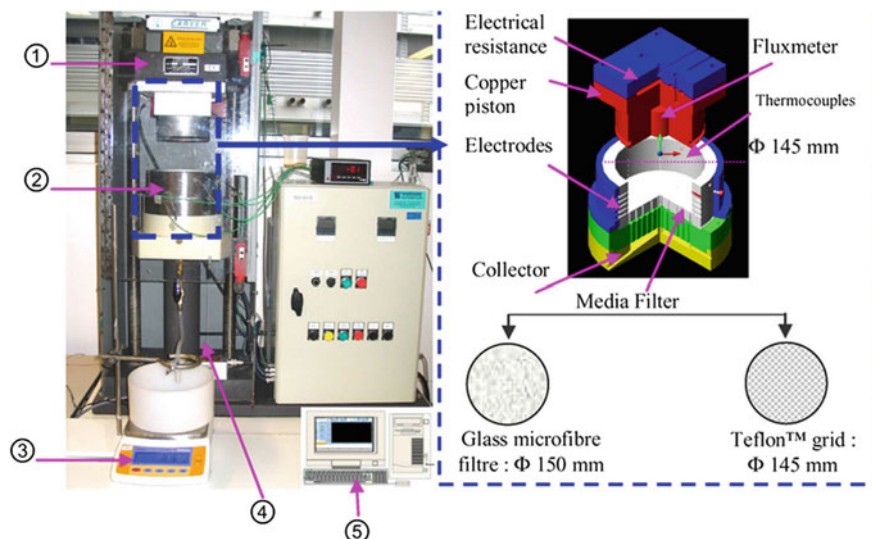 CARVER
①
②
③
④
⑤
Electrical
resistance
Copper
piston
Electrodes
Collector
Fluxmeter
Thermocouples
Φ 145 mm
Media Filter
Glass microfibre
filtre : Φ 150 mm
Teflon™ grid :
Φ 145 mm